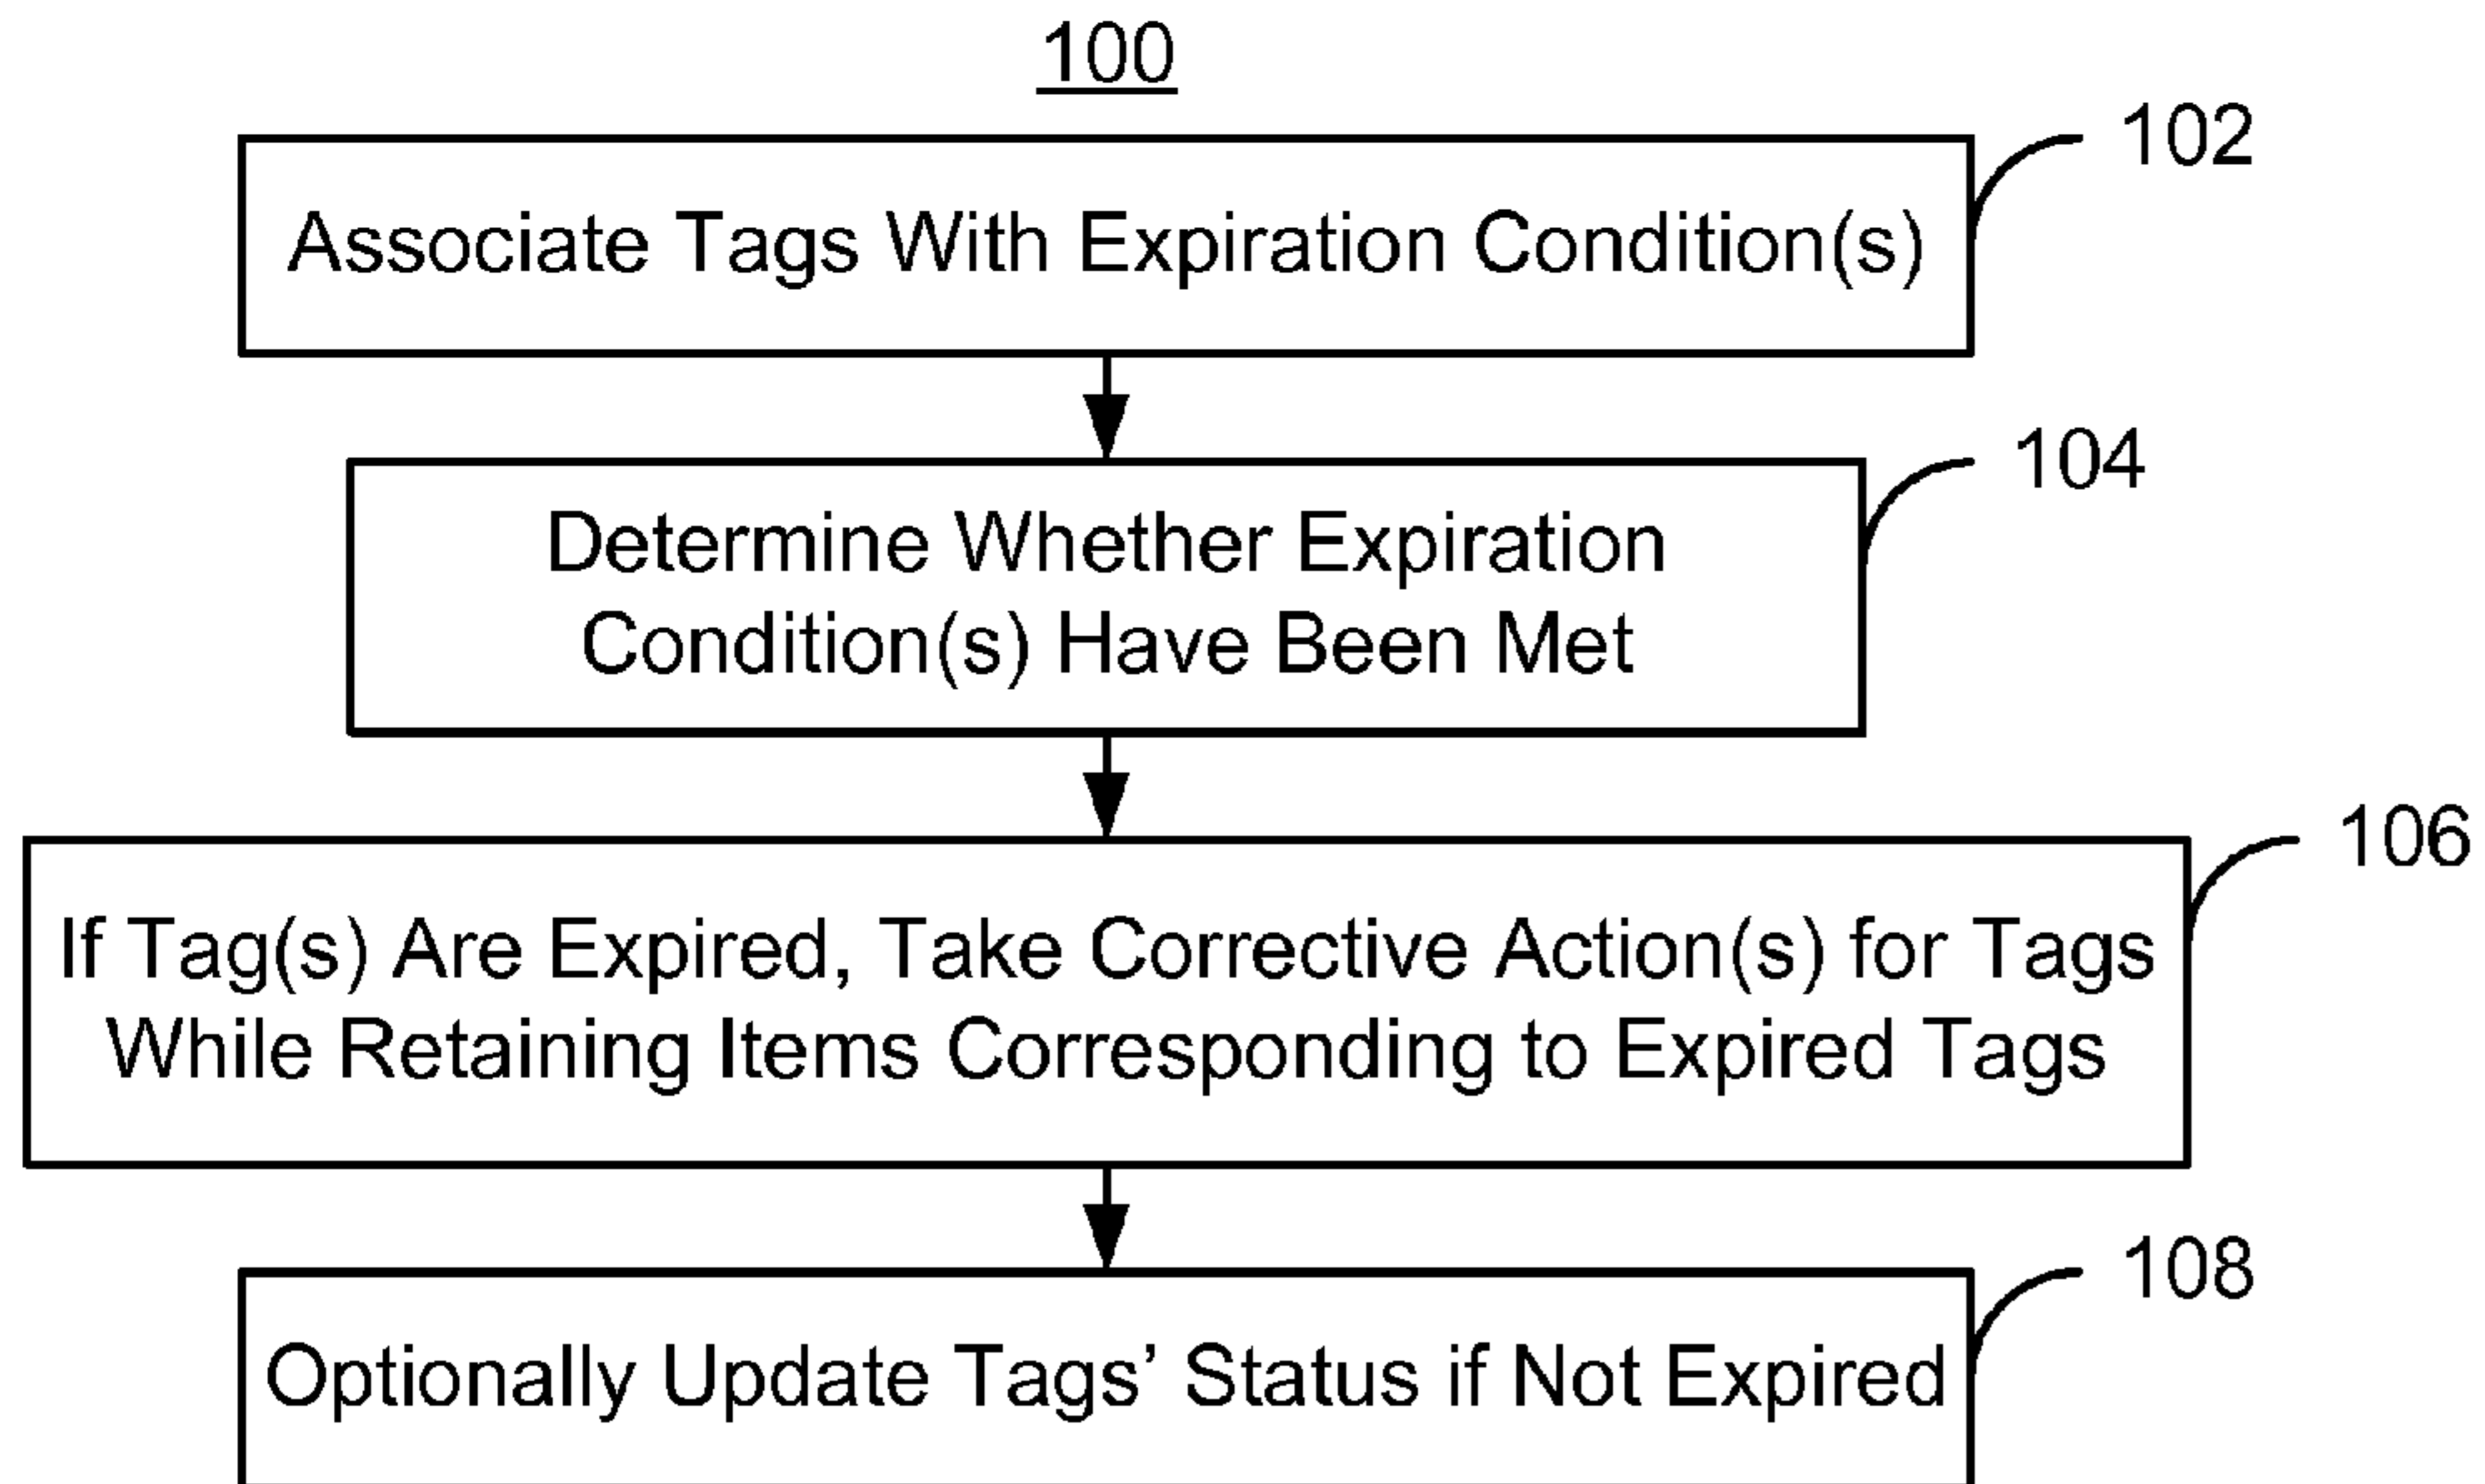 100
102
Associate Tags With Expiration Condition(s)
104
Determine Whether Expiration
Condition(s) Have Been Met
106
If Tag(s) Are Expired, Take Corrective Action(s) for Tags
While Retaining Items Corresponding to Expired Tags
108
Optionally Update Tags’ Status if Not Expired